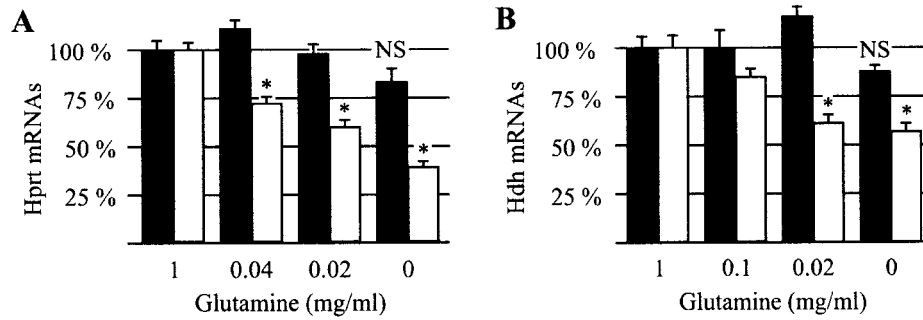 A
Hprt mRNAs
100 %
75 %
50 %
25 %
NS
*
*
*
1 0.04 0.02 0
Glutamine (mg/ml)
B
Hdh mRNAs
100 %
75 %
50 %
25 %
NS
*
*
1 0.1 0.02 0
Glutamine (mg/ml)